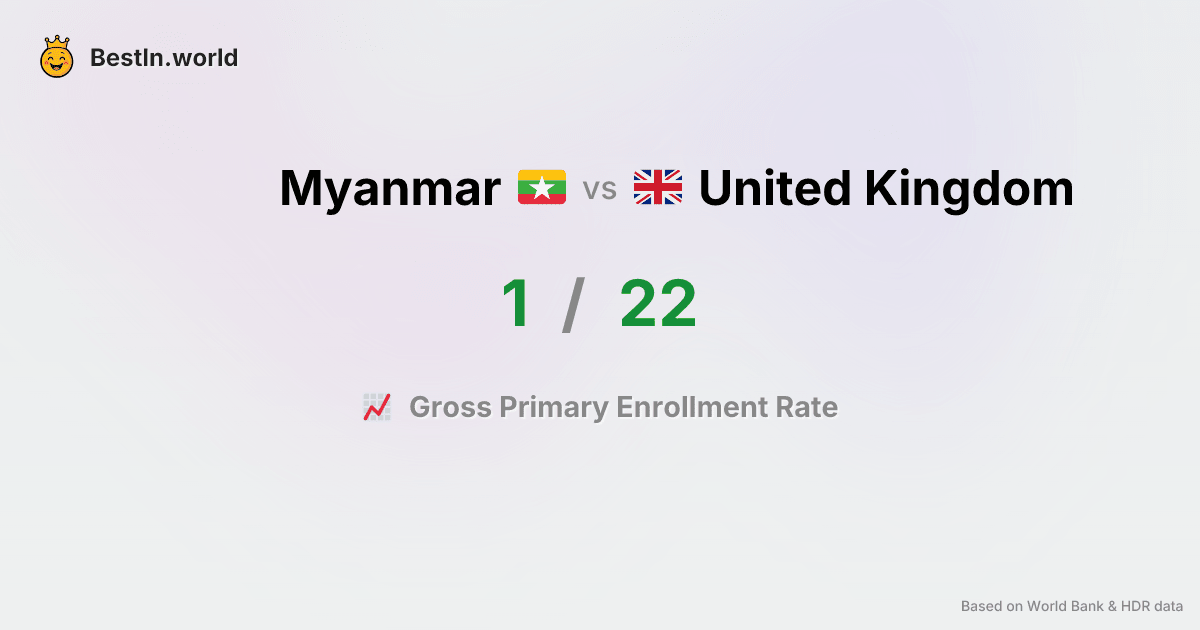 BestIn.world
Myanmar vs United Kingdom
1 / 22
Gross Primary Enrollment Rate
Based on World Bank & HDR data